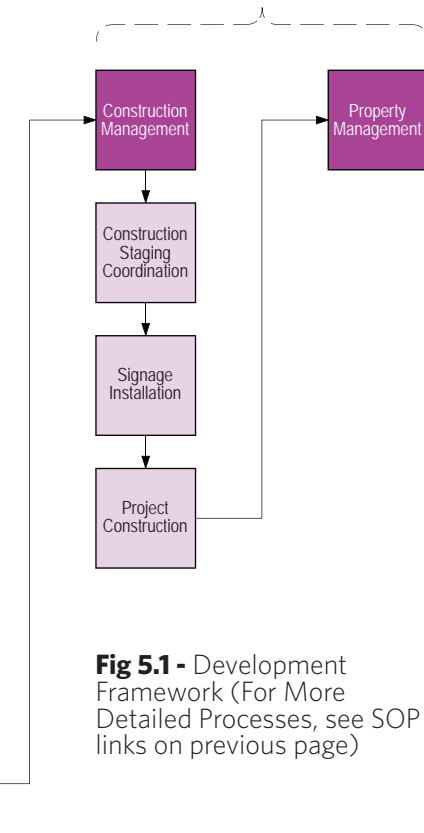 Construction
Management
Property
Management
Construction
Staging
Coordination
Signage
Installation
Project
Construction
Fig 5.1 - Development
Framework (For More
Detailed Processes, see SOP
links on previous page)